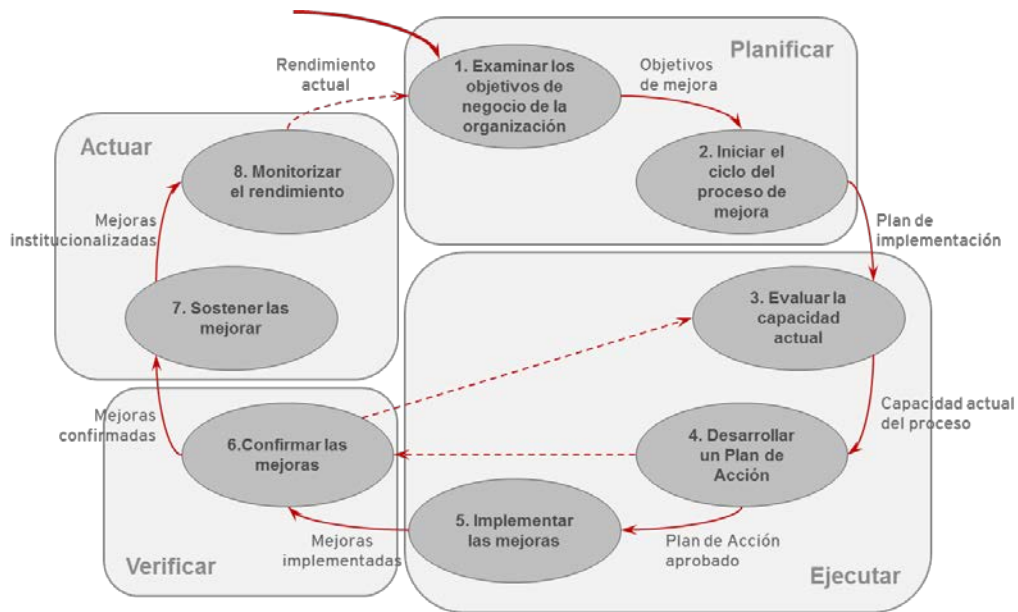 Planificar
1. Examinar los
objetivos de
negocio de la
organización
Objetivos
de mejora
2. Iniciar el
ciclo del
proceso de
mejora
Plan de
implementación
Ejecutar
3. Evaluar la
capacidad
actual
Capacidad actual
del proceso
4. Desarrollar
un Plan de
Acción
Plan de Acción
aprobado
5. Implementar
las mejoras
Mejoras
implementadas
Verificar
6.Confirmar las
mejoras
Mejoras
confirmadas
Actuar
7. Sostener las
mejorar
Mejoras
institucionalizadas
8. Monitorizar
el rendimiento
Rendimiento
actual